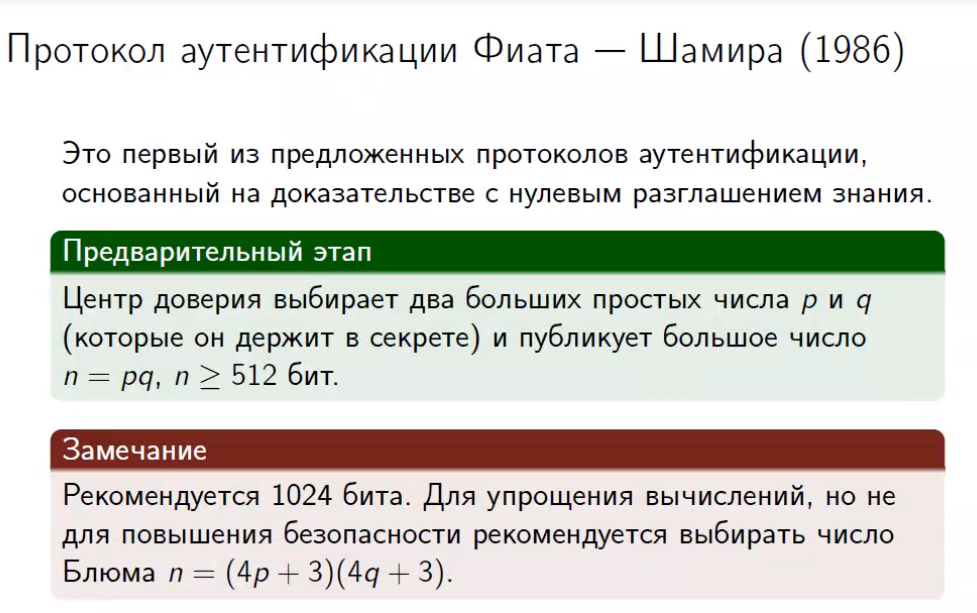 Протокол аутентификации Фиата — Шамира (1986)
Это первый из предложенных протоколов аутентификации,
основанный на доказательстве с нулевым разглашением знания.
Предварительный этап
Центр доверия выбирает два больших простых числа p и q
(которые он держит в секрете) и публикует большое число
n = pq, n ≥ 512 бит.
Замечание
Рекомендуется 1024 бита. Для упрощения вычислений, но не
для повышения безопасности рекомендуется выбирать число
Блюма n = (4p + 3)(4q + 3).